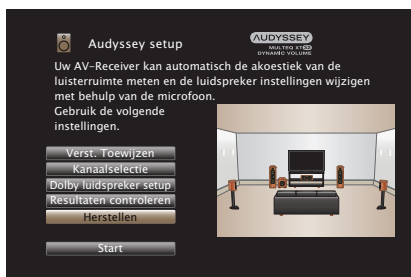 Audyssey setup
AUDYSSEY
MULTEQ XT32
DYNAMIC VOLUME
Uw AV-Receiver kan automatisch de akoestiek van de
luisterruimte meten en de luidspreker instellingen wijzigen
met behulp van de microfoon.
Gebruik de volgende
instellingen.
Verst. Toewijzen
Kanaalselectie
Dolby luidspreker setup
Resultaten controleren
Herstellen
Start